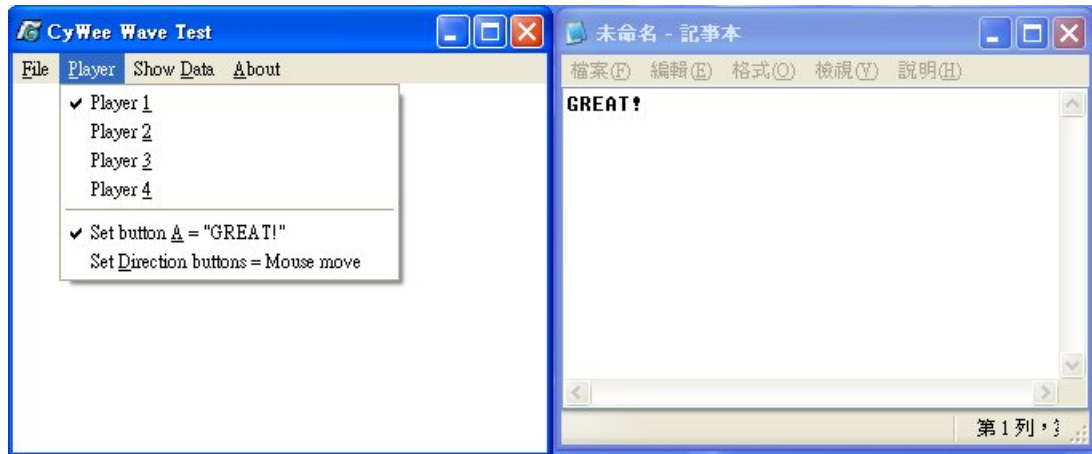 CyWee Wave Test
File Player Show Data About
✔ Player 1
Player 2
Player 3
Player 4
✔ Set button A = "GREAT!"
Set Direction buttons = Mouse move
未命名 - 記事本
檔案(F) 編輯(E) 格式(O) 檢視(V) 說明(H)
GREAT!
第 1 列，